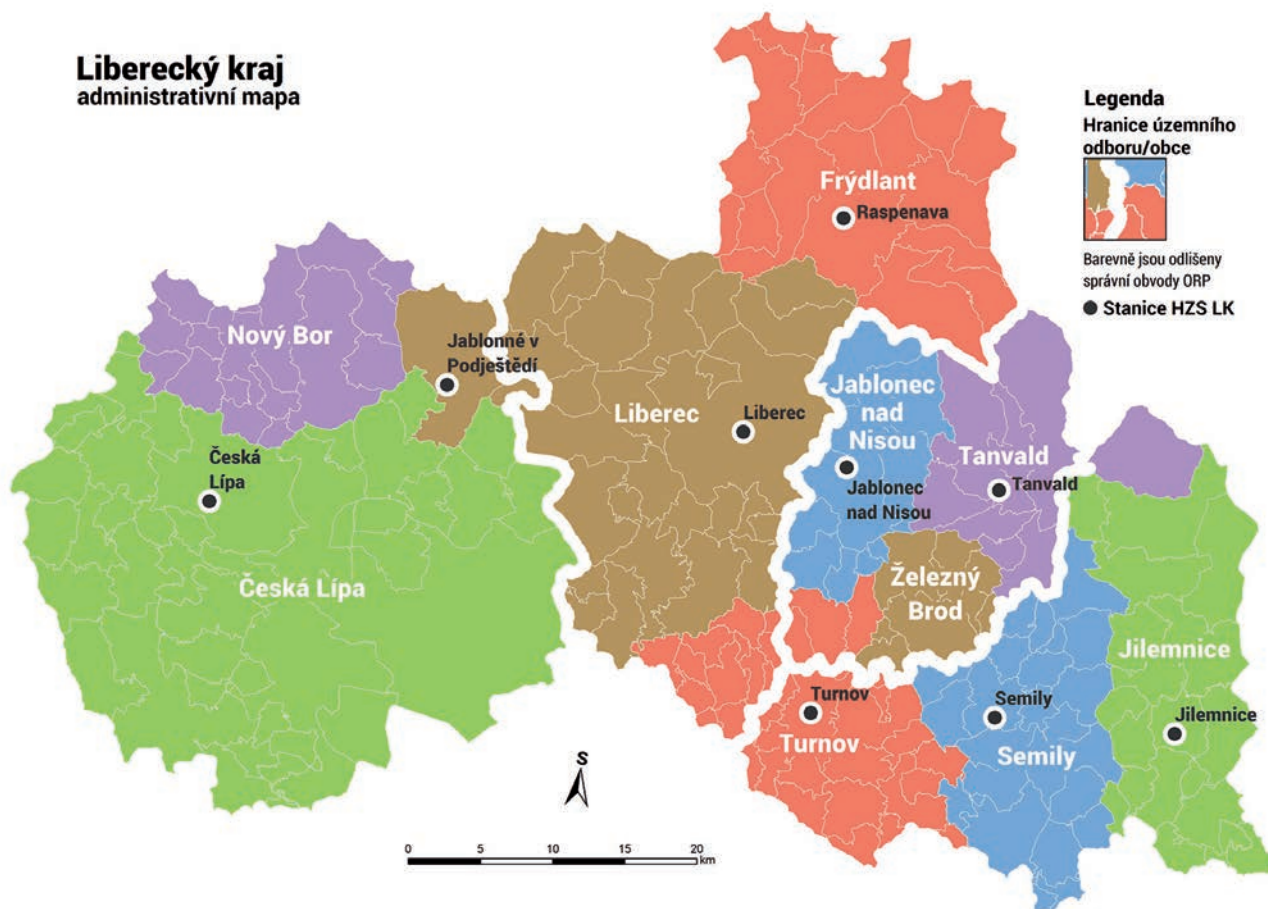 Liberecký kraj
administrativní mapa
Legenda
Hranice územního
odboru/obce
Barevně jsou odlišeny
správní obvody ORP
Stanice HZS LK
Frýdlant
Raspenava
Nový Bor
Jablonné v
Podještědí
Liberec
Liberec
Jablonec
nad
Nisou
Jablonec
nad Nisou
Tanvald
Tanvald
Česká
Lípa
Česká Lípa
Železný
Brod
Jilemnice
Jilemnice
Turnov
Turnov
Semily
Semily
S
0 5 10 15 20
km